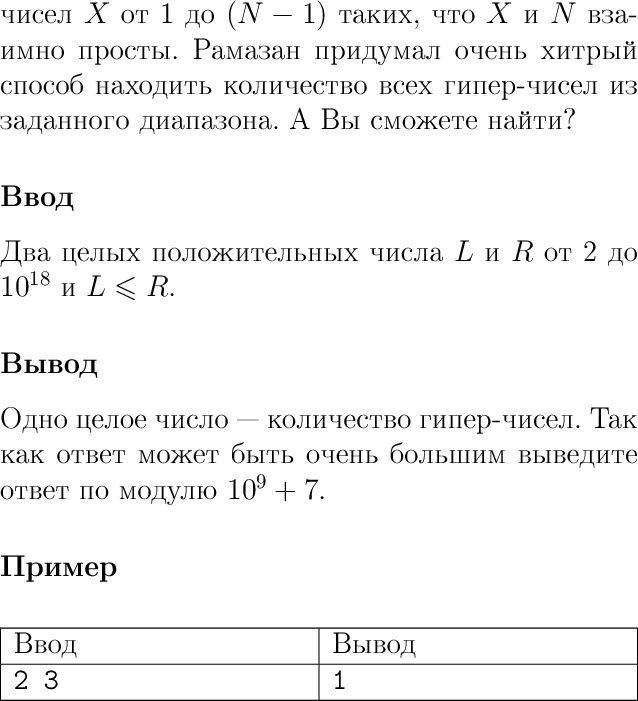 чисел X от 1 до (N − 1) таких, что X и N вза-
имно просты. Рамазан придумал очень хитрый
способ находить количество всех гипер-чисел из
заданного диапазона. А Вы сможете найти?
Ввод
Два целых положительных числа L и R от 2 до
10^18 и L ⩽ R.
Вывод
Одно целое число — количество гипер-чисел. Так
как ответ может быть очень большим выведите
ответ по модулю 10^9 + 7.
Пример
Ввод Вывод
2 3 1